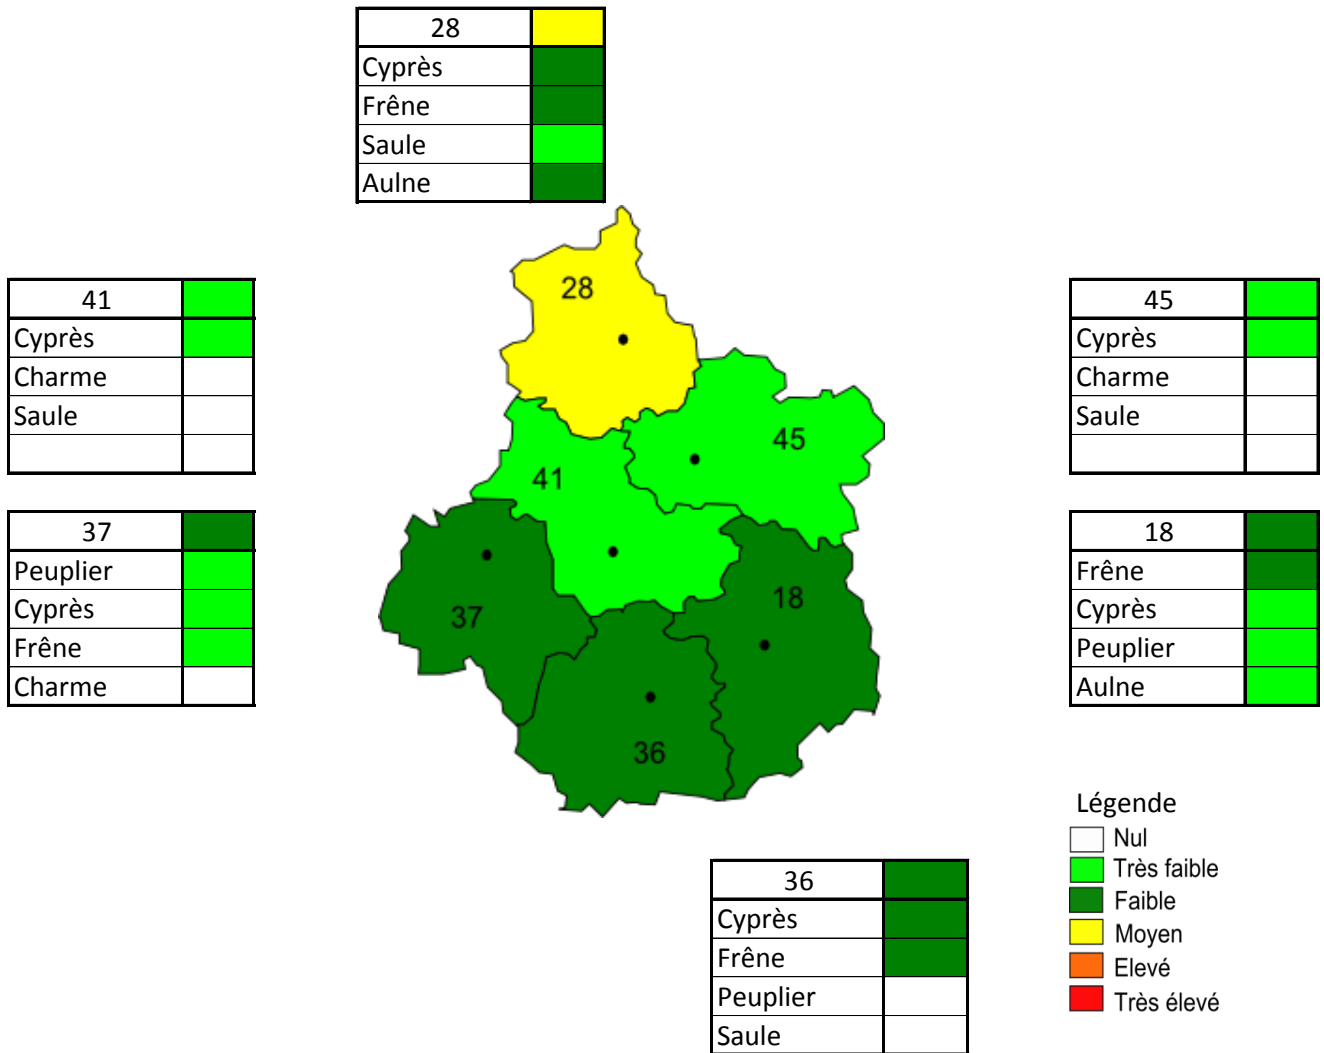 28
Cyprès
Frêne
Saule
Aulne
41
Cyprès
Charme
Saule
45
Cyprès
Charme
Saule
37
Peuplier
Cyprès
Frêne
Charme
18
Frêne
Cyprès
Peuplier
Aulne
28
45
41
37
18
36
36
Cyprès
Frêne
Peuplier
Saule
Légende
Nul
Très faible
Faible
Moyen
Elevé
Très élevé